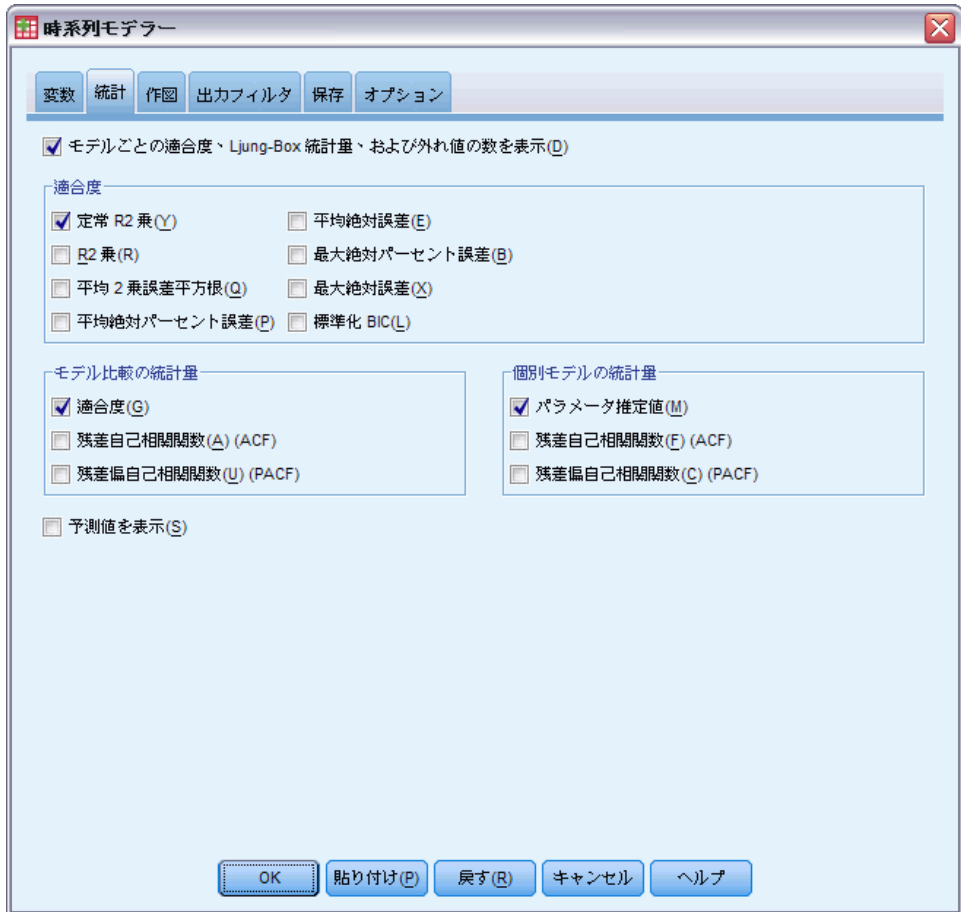 時系列モデラー
変数 統計 作図 出力フィルタ 保存 オプション
モデルごとの適合度、Ljung-Box 統計量、および外れ値の数を表示(D)
適合度
定常 R2 乗(Y) 平均絶対誤差(E)
R2 乗(R) 最大絶対パーセント誤差(B)
平均 2 乗誤差平方根(Q) 最大絶対誤差(X)
平均絶対パーセント誤差(P) 標準化 BIC(L)
モデル比較の統計量 個別モデルの統計量
適合度(G) パラメータ推定値(M)
残差自己相関関数(A) (ACF) 残差自己相関関数(F) (ACF)
残差偏自己相関関数(U) (PACF) 残差偏自己相関関数(C) (PACF)
予測値を表示(S)
OK 貼り付け(P) 戻す(R) キャンセル ヘルプ